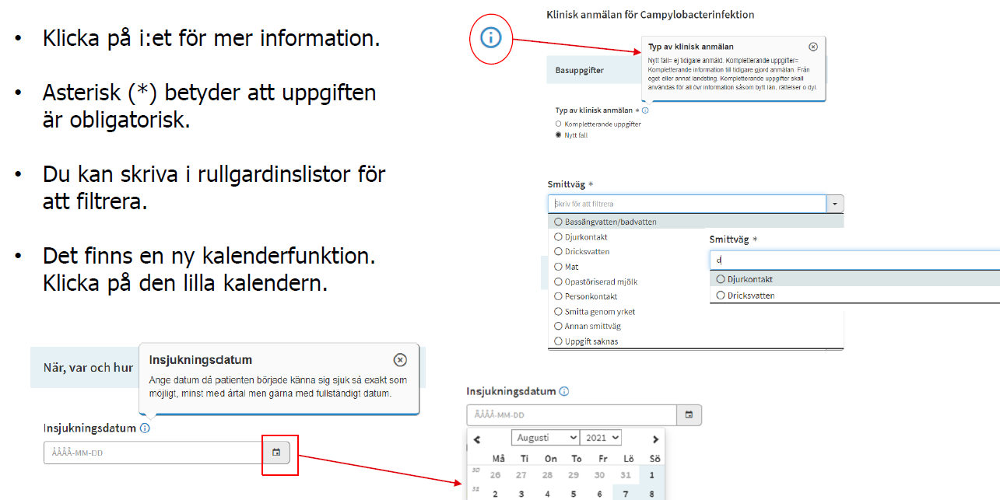 • Klicka på i:et för mer information.
• Asterisk (*) betyder att uppgiften
är obligatorisk.
• Du kan skriva i rullgardinslistor för
att filtrera.
• Det finns en ny kalenderfunktion.
Klicka på den lilla kalendern.
Klinisk anmälan för Campylobacterinfektion
i
Typ av klinisk anmälan
Nytt fall= ej tidigare anmäld. Kompletterande uppgifter=
Kompletterande information till tidigare gjord anmälan. Från
eget eller annat landsting. Kompletterande uppgifter skall
användas för all övr information såsom bytt län, rättelser o dyl.
Basuppgifter
Typ av klinisk anmälan *
Kompletterande uppgifter
Nytt fall
Smittväg *
Skriv för att filtrera
Bassängvatten/badvatten
Djurkontakt
Dricksvatten
Mat
Opastöriserad mjölk
Personkontakt
Smitta genom yrket
Annan smittväg
Uppgift saknas
Smittväg *
d
Djurkontakt
Dricksvatten
När, var och hur
Insjukningsdatum
Ange datum då patienten började känna sig sjuk så exakt som
möjligt, minst med årtal men gärna med fullständigt datum.
Insjukningsdatum
ÅÅÅÅ-MM-DD
Insjukningsdatum
ÅÅÅÅ-MM-DD
Augusti 2021
Må Ti On To Fr Lö Sö
30 26 27 28 29 30 31 1
31 2 3 4 5 6 7 8